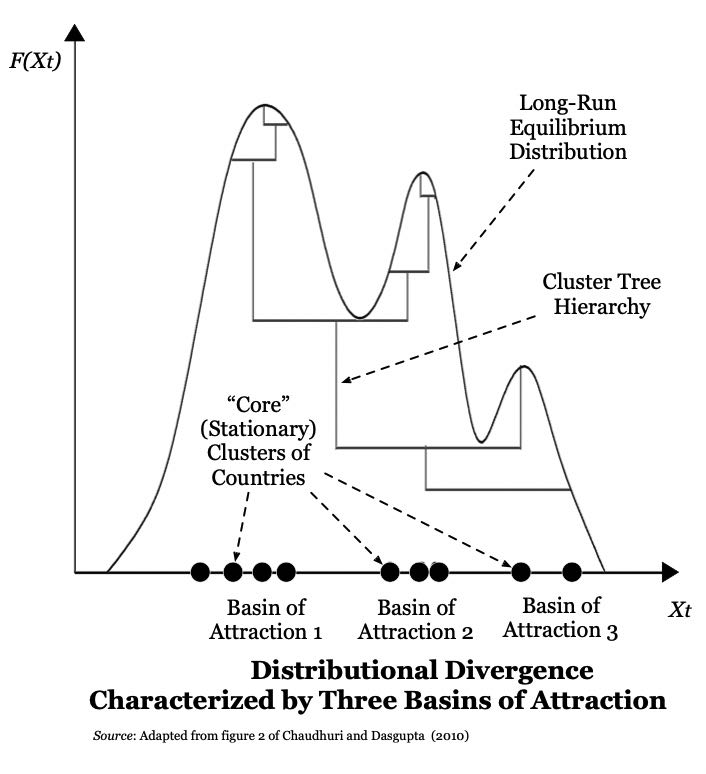 F(Xt)
Long-Run
Equilibrium
Distribution
Cluster Tree
Hierarchy
“Core”
(Stationary)
Clusters of
Countries
Basin of
Attraction 1
Basin of
Attraction 2
Basin of
Attraction 3
Xt
Distributional Divergence
Characterized by Three Basins of Attraction
Source: Adapted from figure 2 of Chaudhuri and Dasgupta (2010)